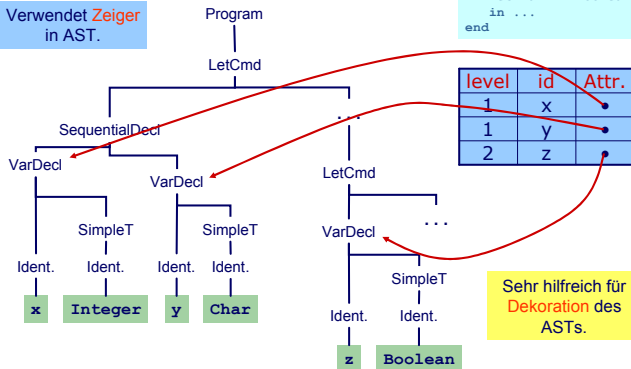 Verwendet Zeiger
in AST.
Program
in ...
end
LetCmd
level id Attr.
1 x
1 y
2 z
SequentialDecl
...
VarDecl
VarDecl
LetCmd
...
VarDecl
SimpleT
SimpleT
SimpleT
Ident.
Ident.
Ident.
Ident.
Ident.
Ident.
x
Integer
y
Char
z
Boolean
Sehr hilfreich für
Dekoration des
ASTs.